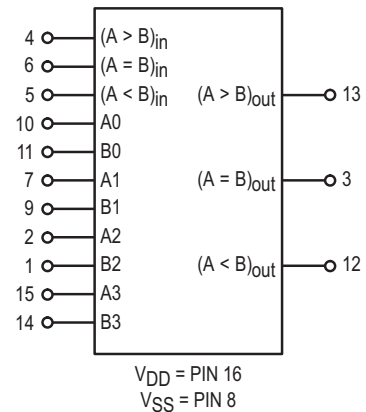 4 (A > B)in
6 (A = B)in
5 (A < B)in (A > B)out 13
10 A0
11 B0
7 A1 (A = B)out 3
9 B1
2 A2
1 B2 (A < B)out 12
15 A3
14 B3
VDD = PIN 16
VSS = PIN 8